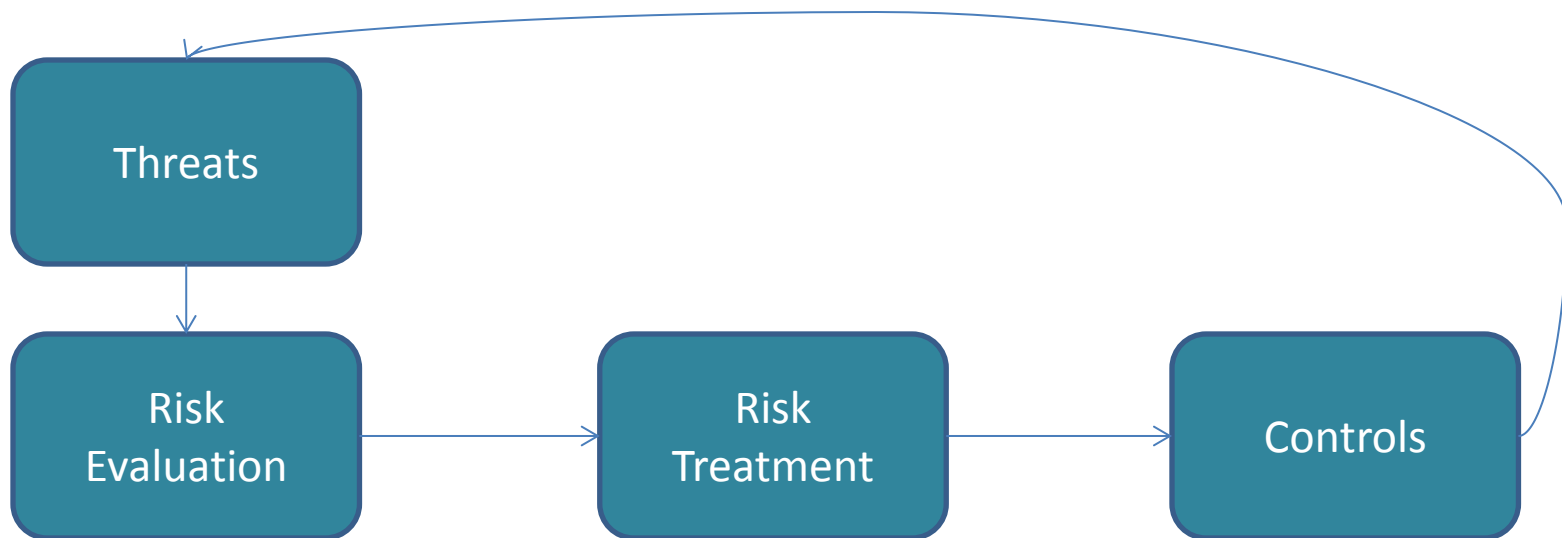 Threats
Risk
Evaluation
Risk
Treatment
Controls